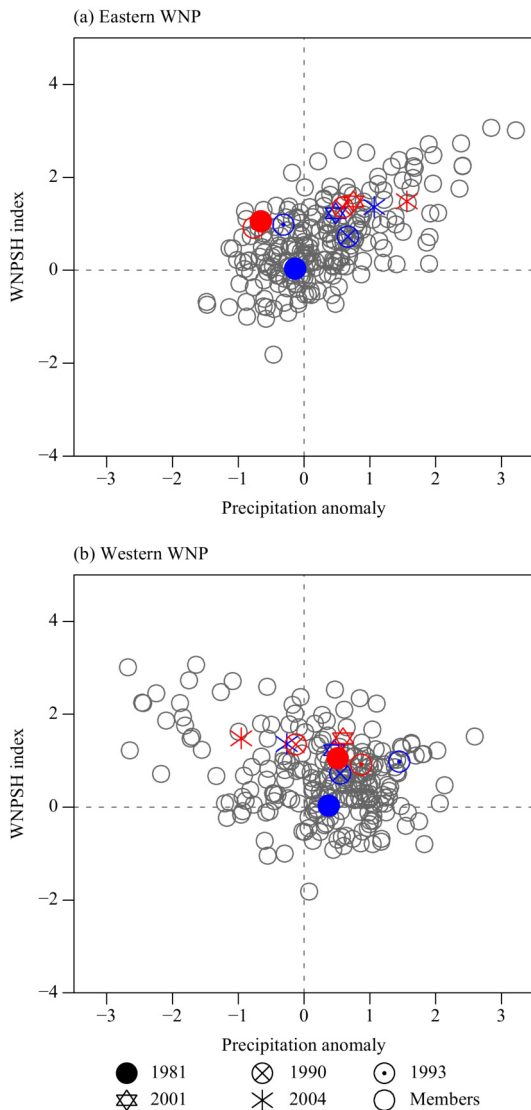 (a) Eastern WNP
4
2
0
−2
−4
WNPSH index
−3 −2 −1 0 1 2 3
Precipitation anomaly
(b) Western WNP
4
2
0
−2
−4
WNPSH index
−3 −2 −1 0 1 2 3
Precipitation anomaly
1981 1990 1993
2001 2004 Members